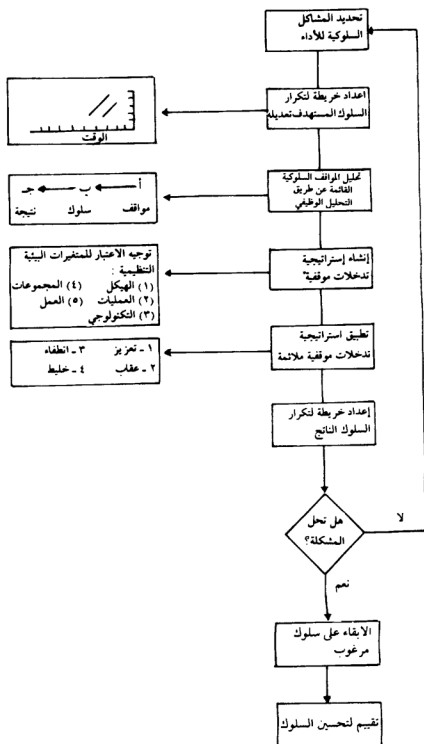 تحديد المشاكل
السلوكية للأداء
اعداد خريطة لتكرار
السلوك المستهدف تعديله
الوقت
تحليل المواقف السلوكية
القائمة عن طريق
التحليل الوظيفي
أ ب جـ
مواقف سلوك نتيجة
إنشاء إستراتيجية
تدخلات موقفية"
توجيه الاعتبار للمتغيرات البيئية
التنظيمية :
(١) الهيكل (٤) المجموعات
(٢) العمليات (٥) العمل
(٣) التكنولوجي
تطبيق استراتيجية
تدخلات موقفية ملائمة
١ ـ تعزيز ٣ ـ انطفاء
٢ ـ عقاب ٤ ـ خليط
إعداد خريطة لتكرار
السلوك الناتج
هل تحل
المشكلة؟
لا
نعم
الابقاء على سلوك
مرغوب
تقييم لتحسين السلوك